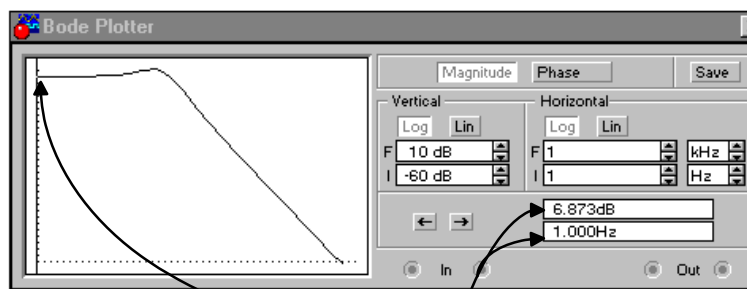 Bode Plotter
Magnitude Phase Save
Vertical Horizontal
Log Lin Log Lin
F 10 dB F 1 kHz
I -60 dB I 1 Hz
← →
6.873dB
1.000Hz
In Out